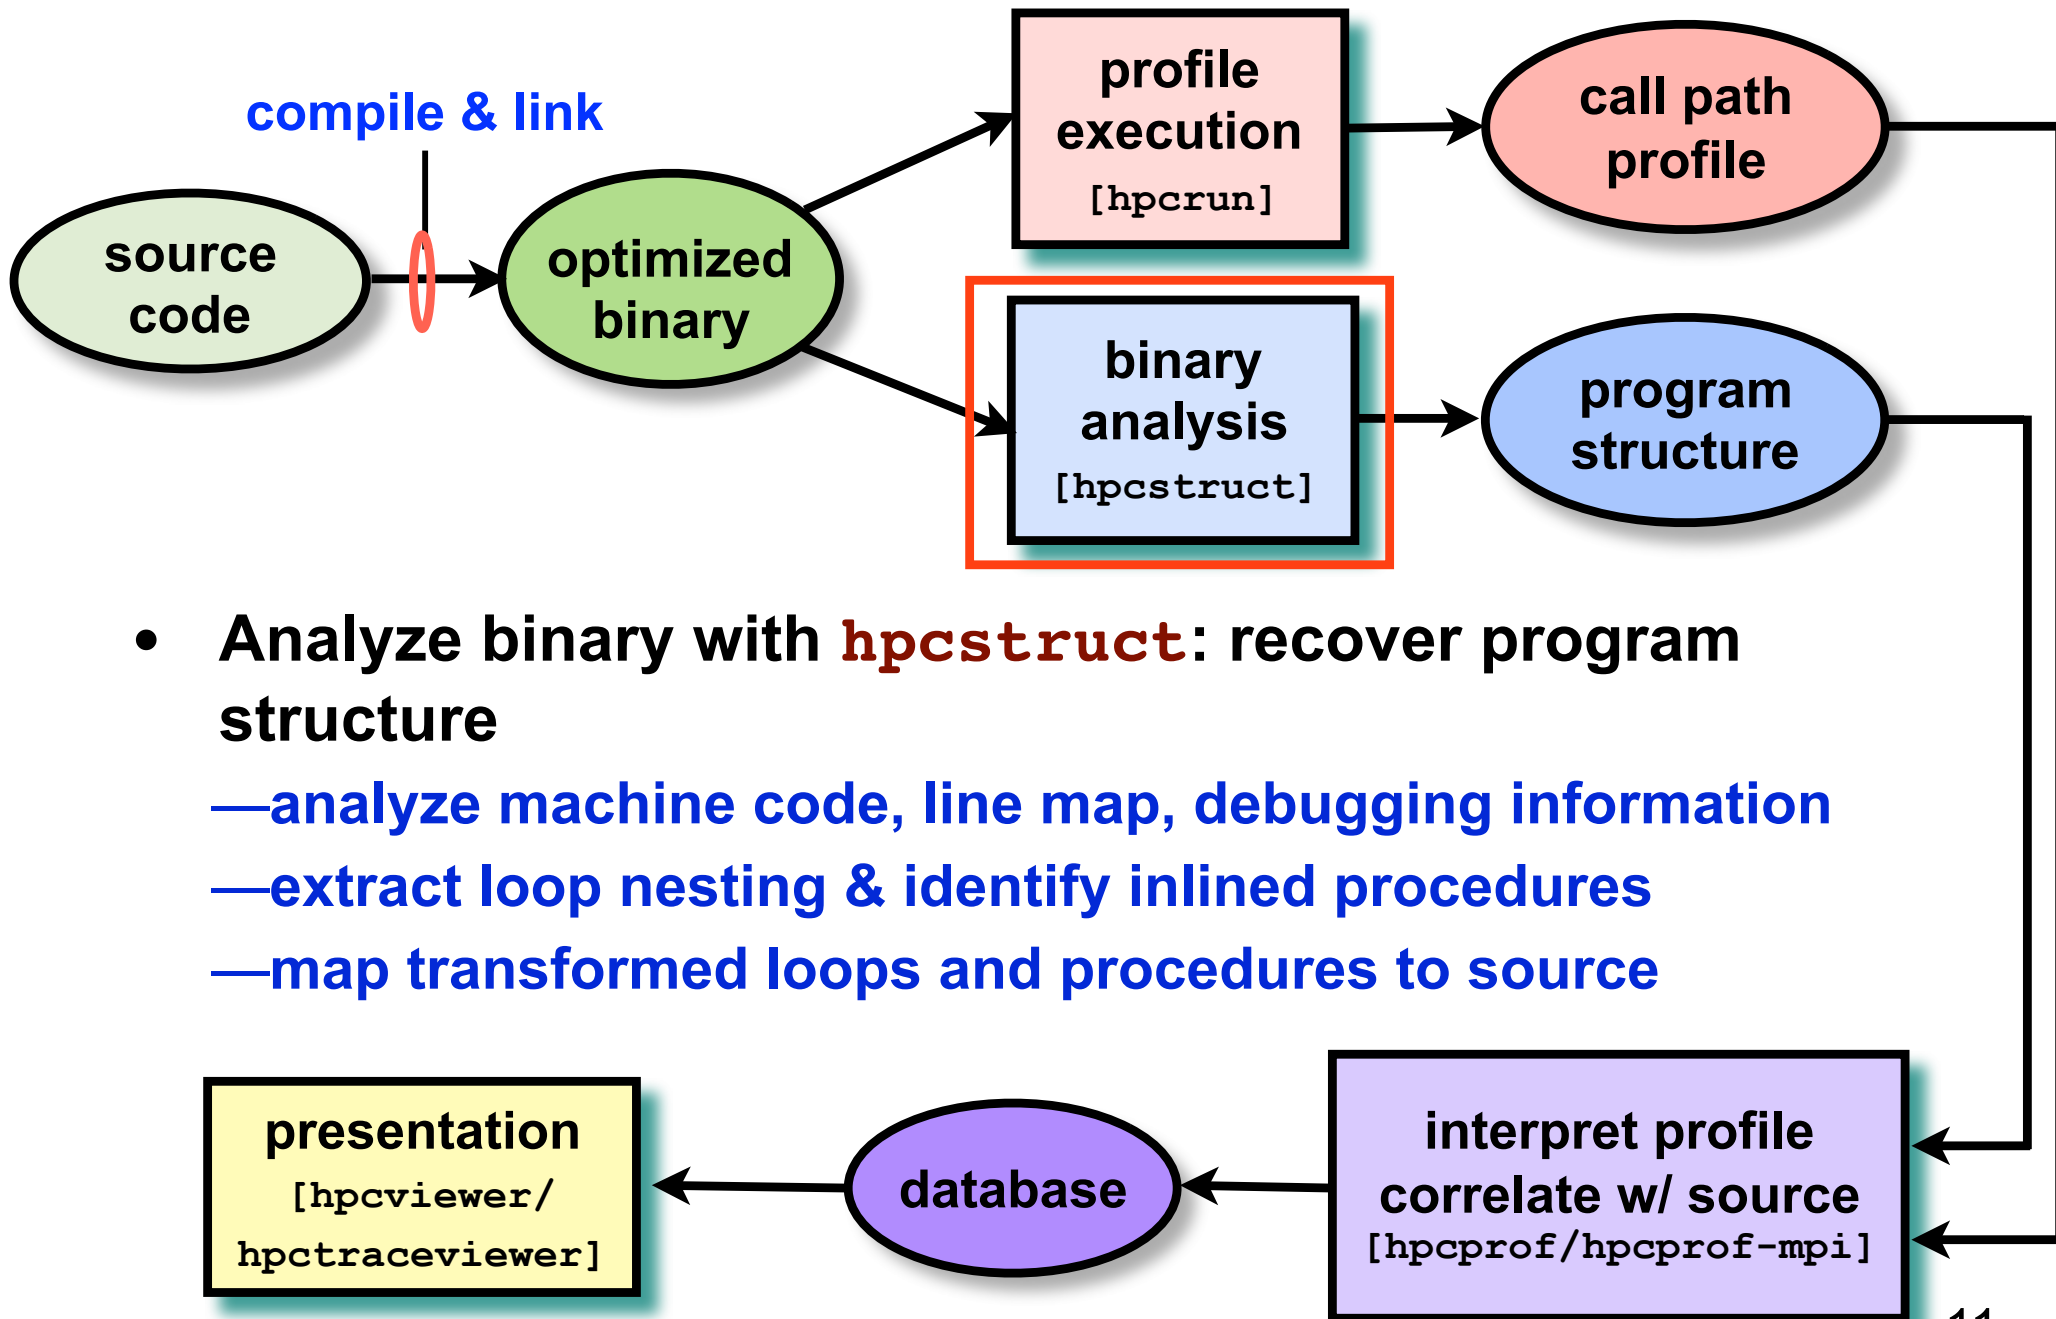 compile & link
source
code
optimized
binary
profile
execution
[hpcrun]
call path
profile
binary
analysis
[hpcstruct]
program
structure
• Analyze binary with hpcstruct: recover program
structure
—analyze machine code, line map, debugging information
—extract loop nesting & identify inlined procedures
—map transformed loops and procedures to source
presentation
[hpcviewer/
hpctraceviewer]
database
interpret profile
correlate w/ source
[hpcprof/hpcprof-mpi]
11